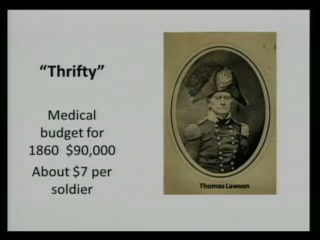 “Thrifty”
Medical
budget for
1860 $90,000
About $7 per
soldier
Thomas Lawson